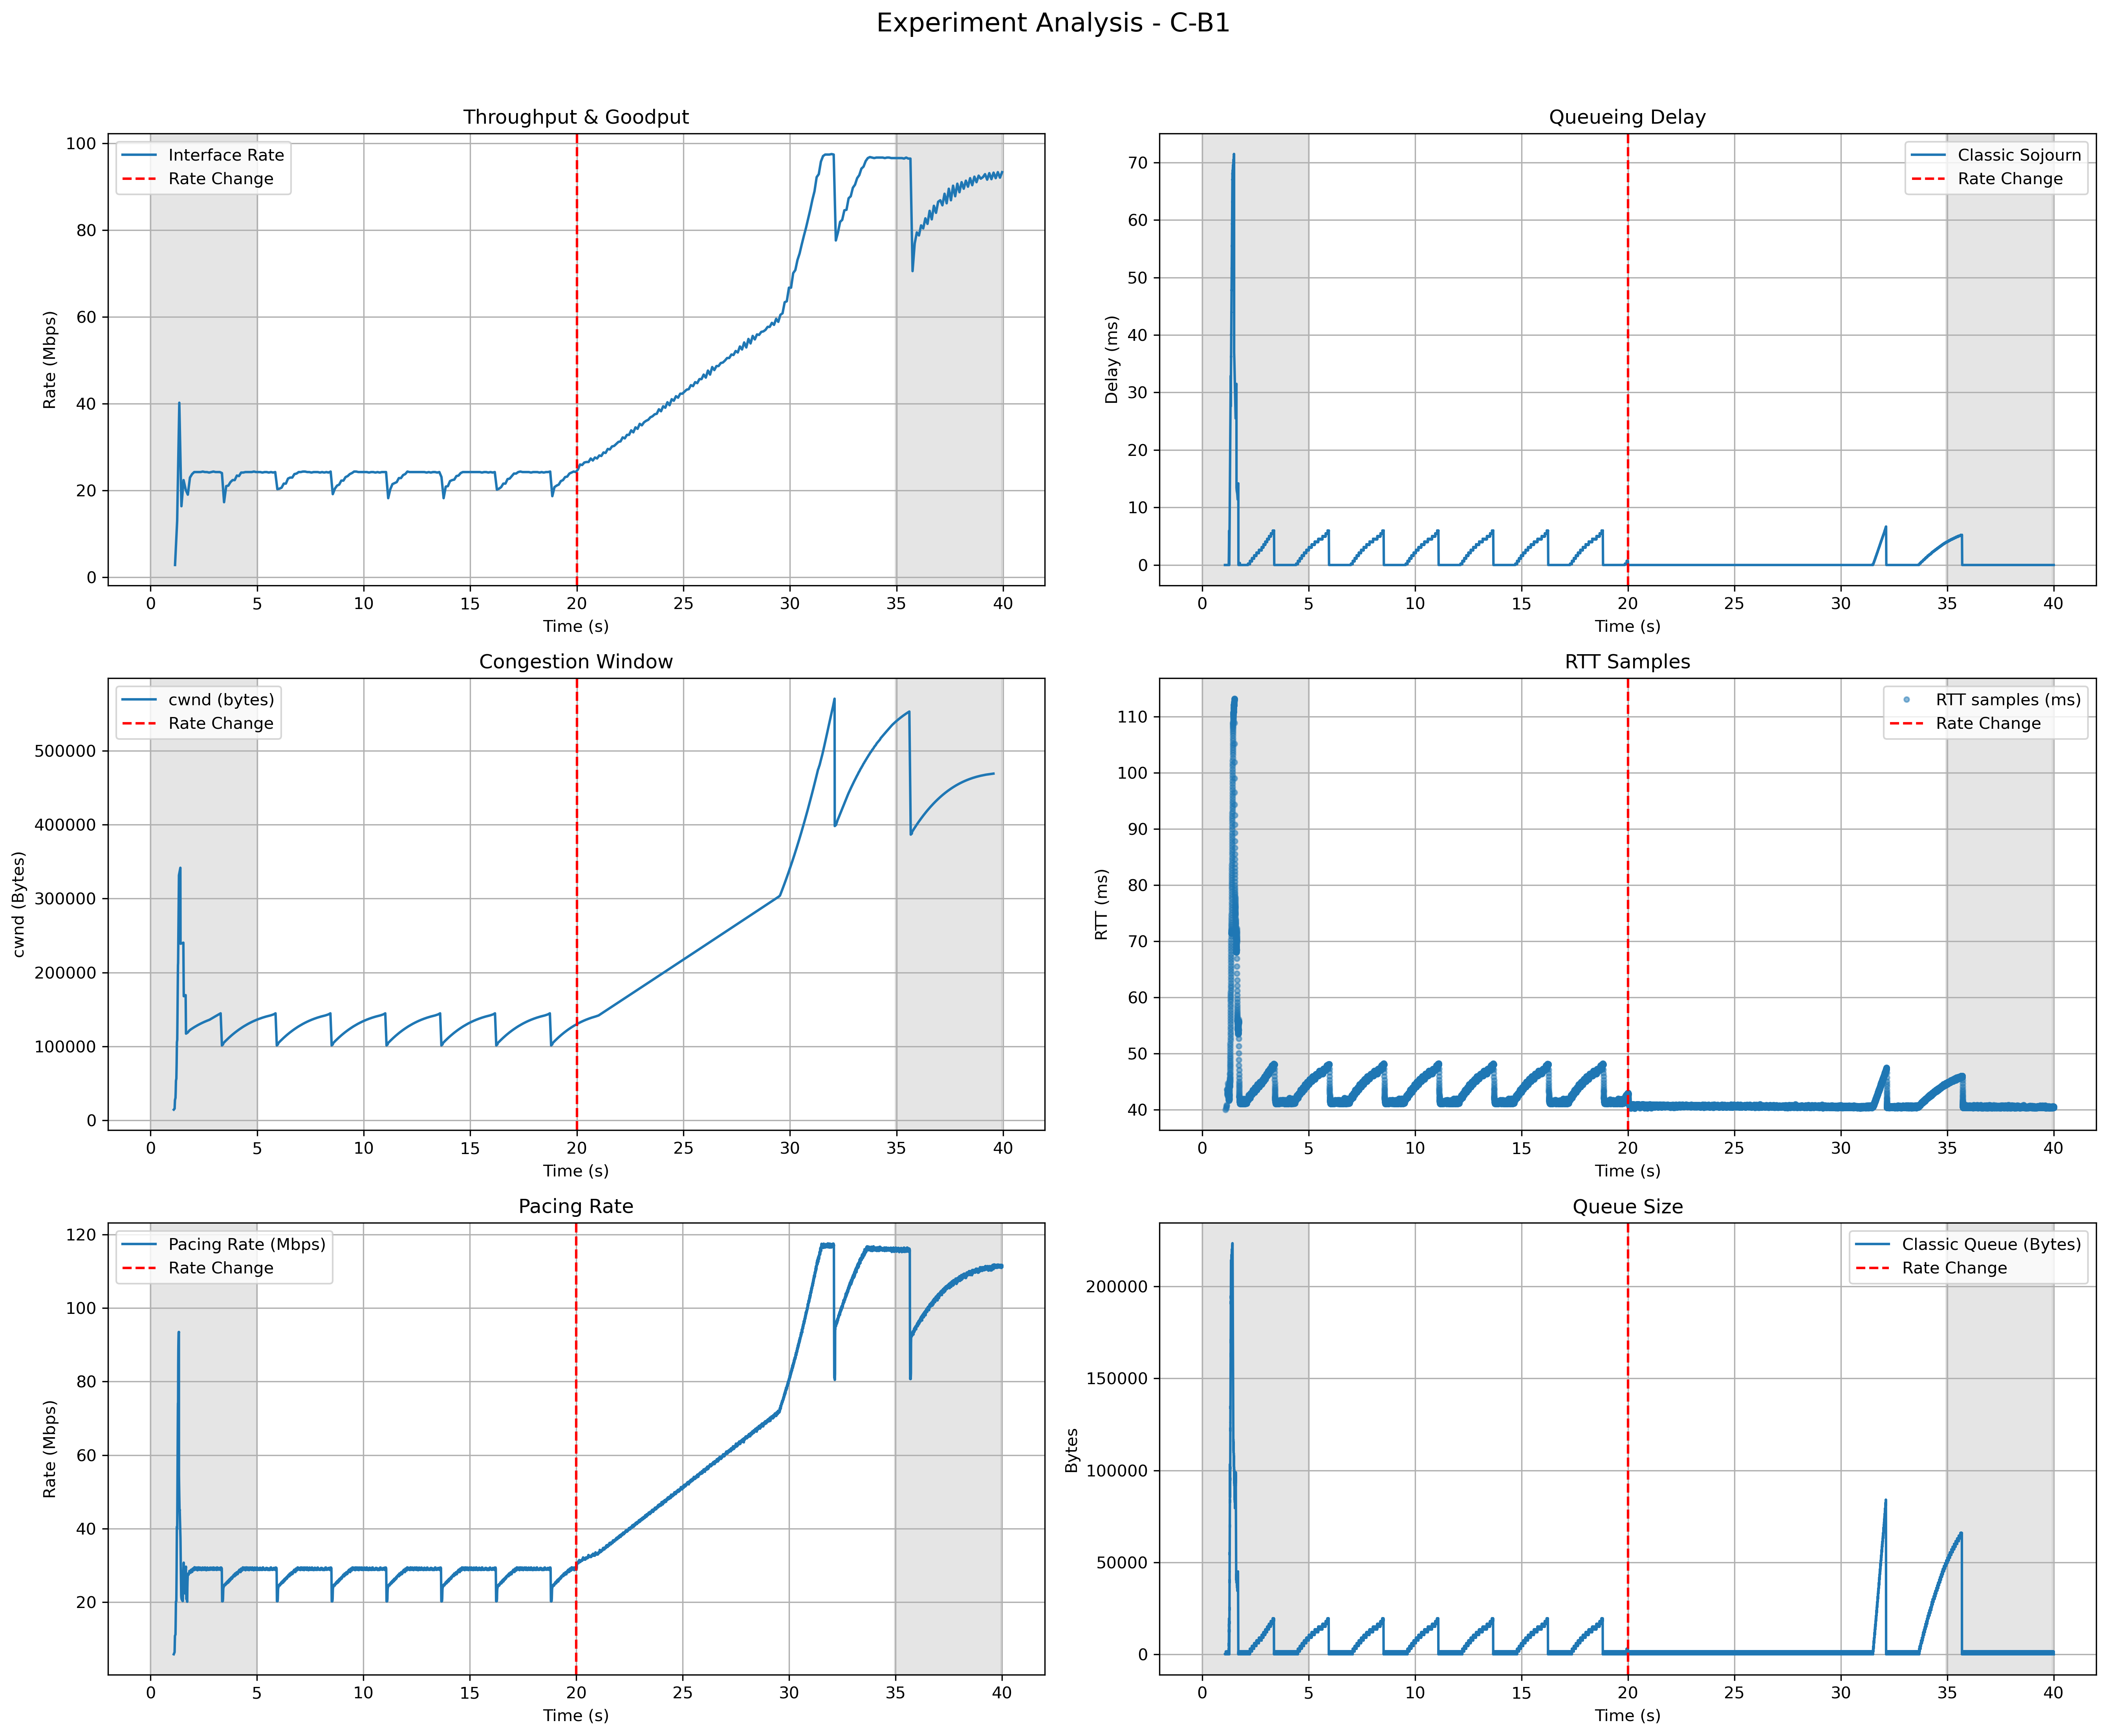 Experiment Analysis - C-B1
Throughput & Goodput
Rate (Mbps)
100
80
60
40
20
0
Interface Rate
Rate Change
0 5 10 15 20 25 30 35 40
Time (s)
Queueing Delay
Delay (ms)
70
60
50
40
30
20
10
0
Classic Sojourn
Rate Change
0 5 10 15 20 25 30 35 40
Time (s)
Congestion Window
cwnd (Bytes)
500000
400000
300000
200000
100000
0
cwnd (bytes)
Rate Change
0 5 10 15 20 25 30 35 40
Time (s)
RTT Samples
RTT (ms)
110
100
90
80
70
60
50
40
RTT samples (ms)
Rate Change
0 5 10 15 20 25 30 35 40
Time (s)
Pacing Rate
Rate (Mbps)
120
100
80
60
40
20
Pacing Rate (Mbps)
Rate Change
0 5 10 15 20 25 30 35 40
Time (s)
Queue Size
Bytes
200000
150000
100000
50000
0
Classic Queue (Bytes)
Rate Change
0 5 10 15 20 25 30 35 40
Time (s)